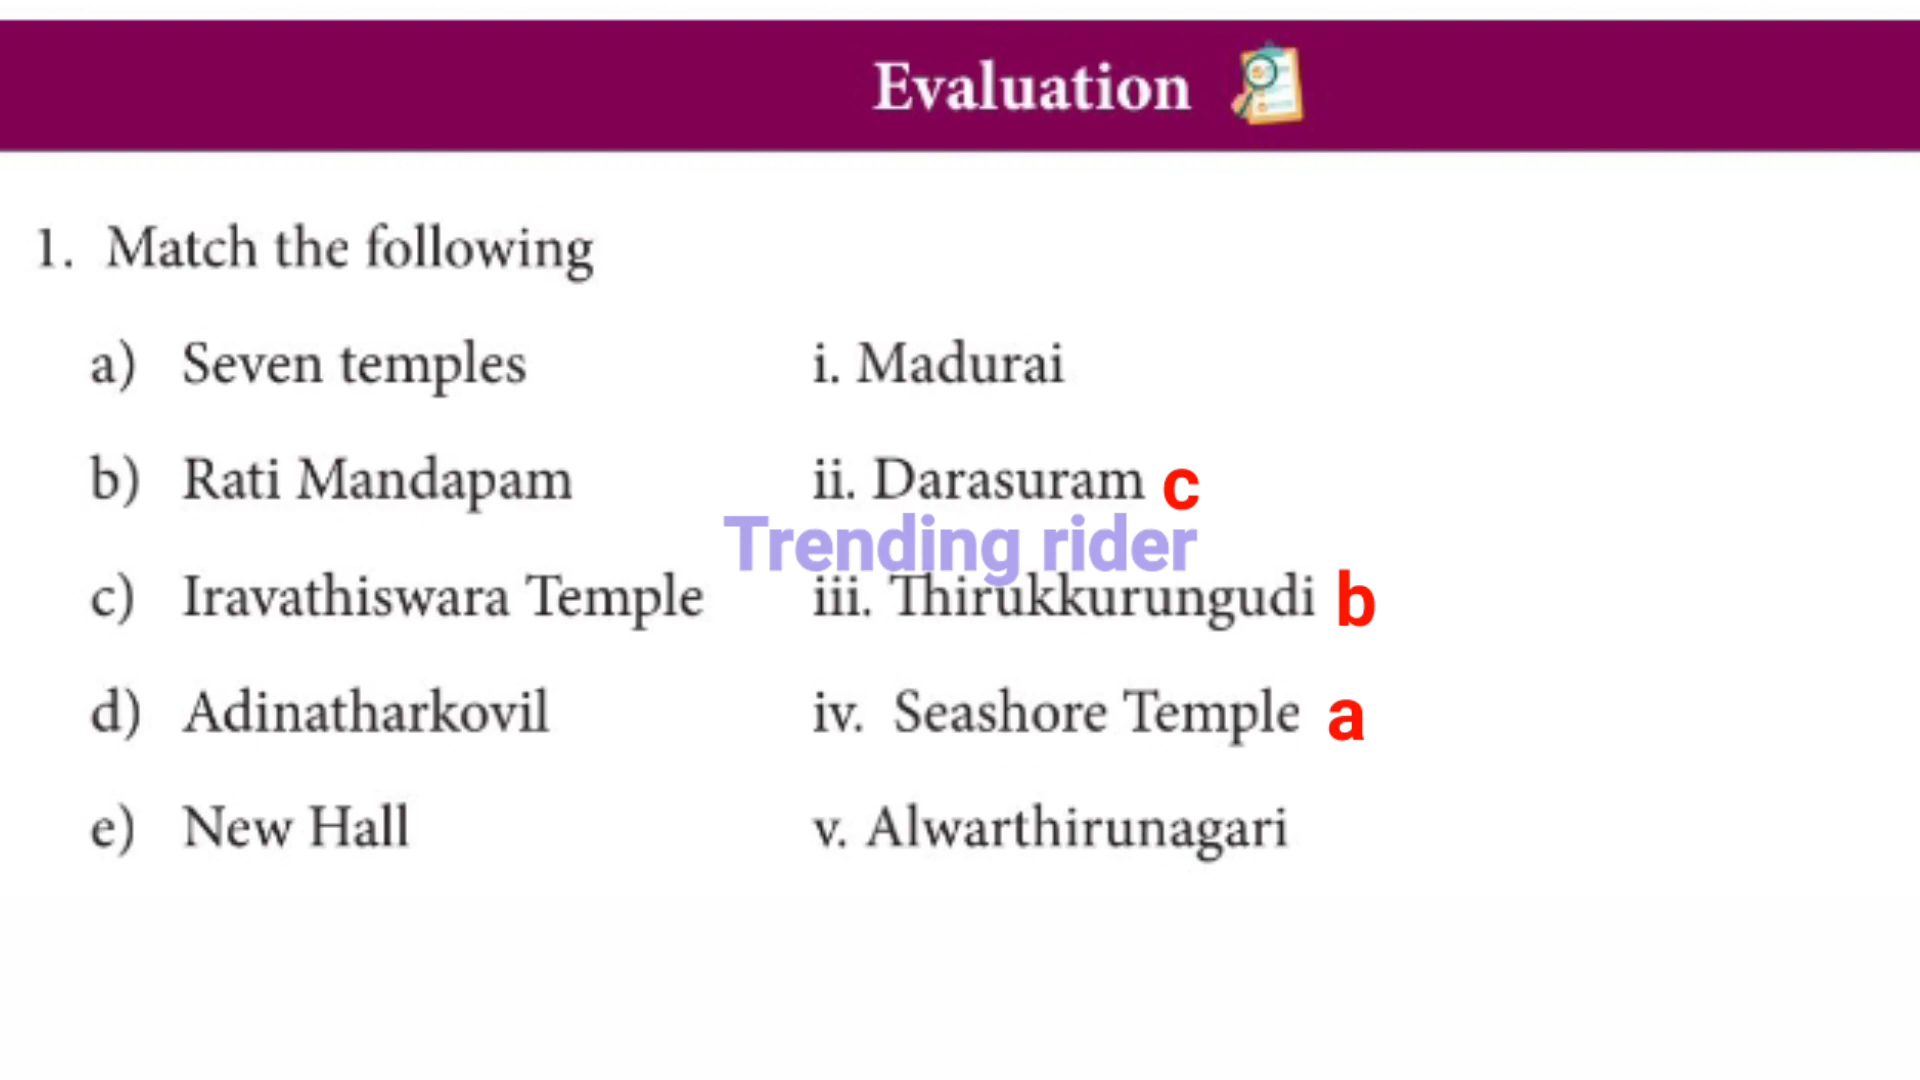 Evaluation
1. Match the following
a) Seven temples i. Madurai
b) Rati Mandapam ii. Darasuram c
Trending rider
c) Iravathiswara Temple iii. Thirukkurungudi b
d) Adinatharkovil iv. Seashore Temple a
e) New Hall v. Alwarthirunagari